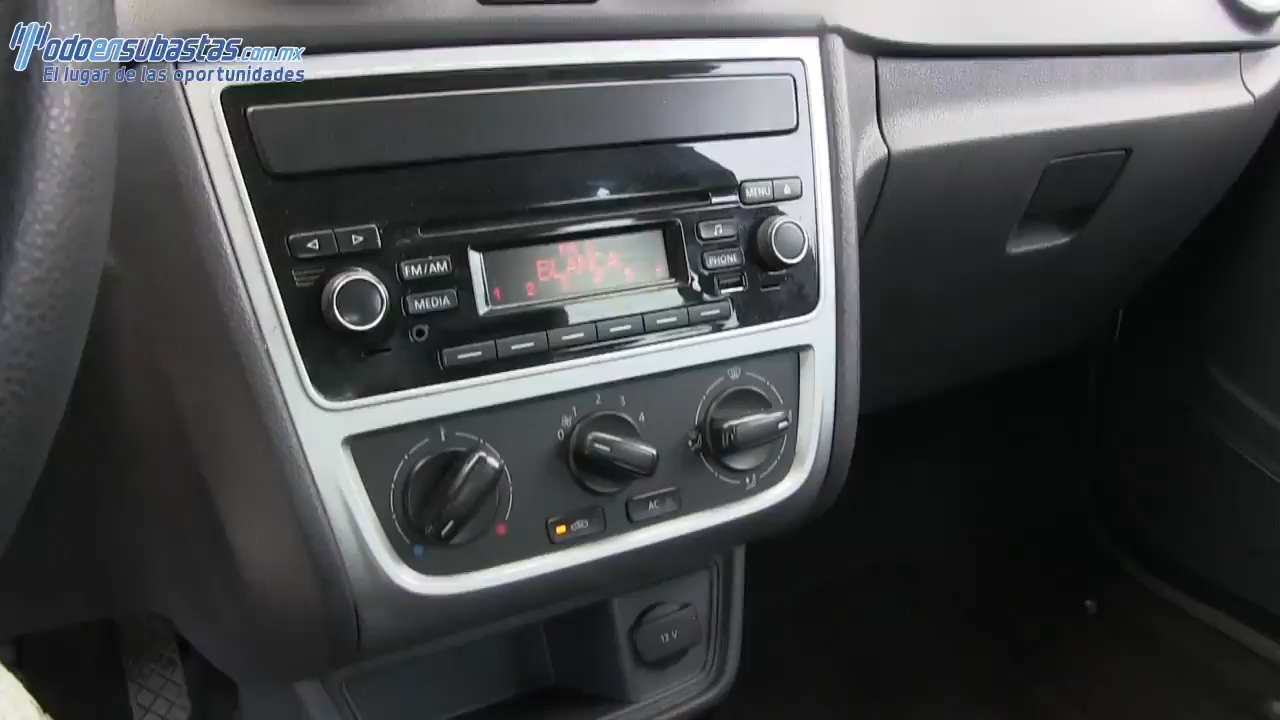 Todoensubastas.com.mx
El lugar de las oportunidades
MENU
FM/AM
MEDIA
PHONE
BLANCA
1 2
0 1 2 3 4
AC
12 V